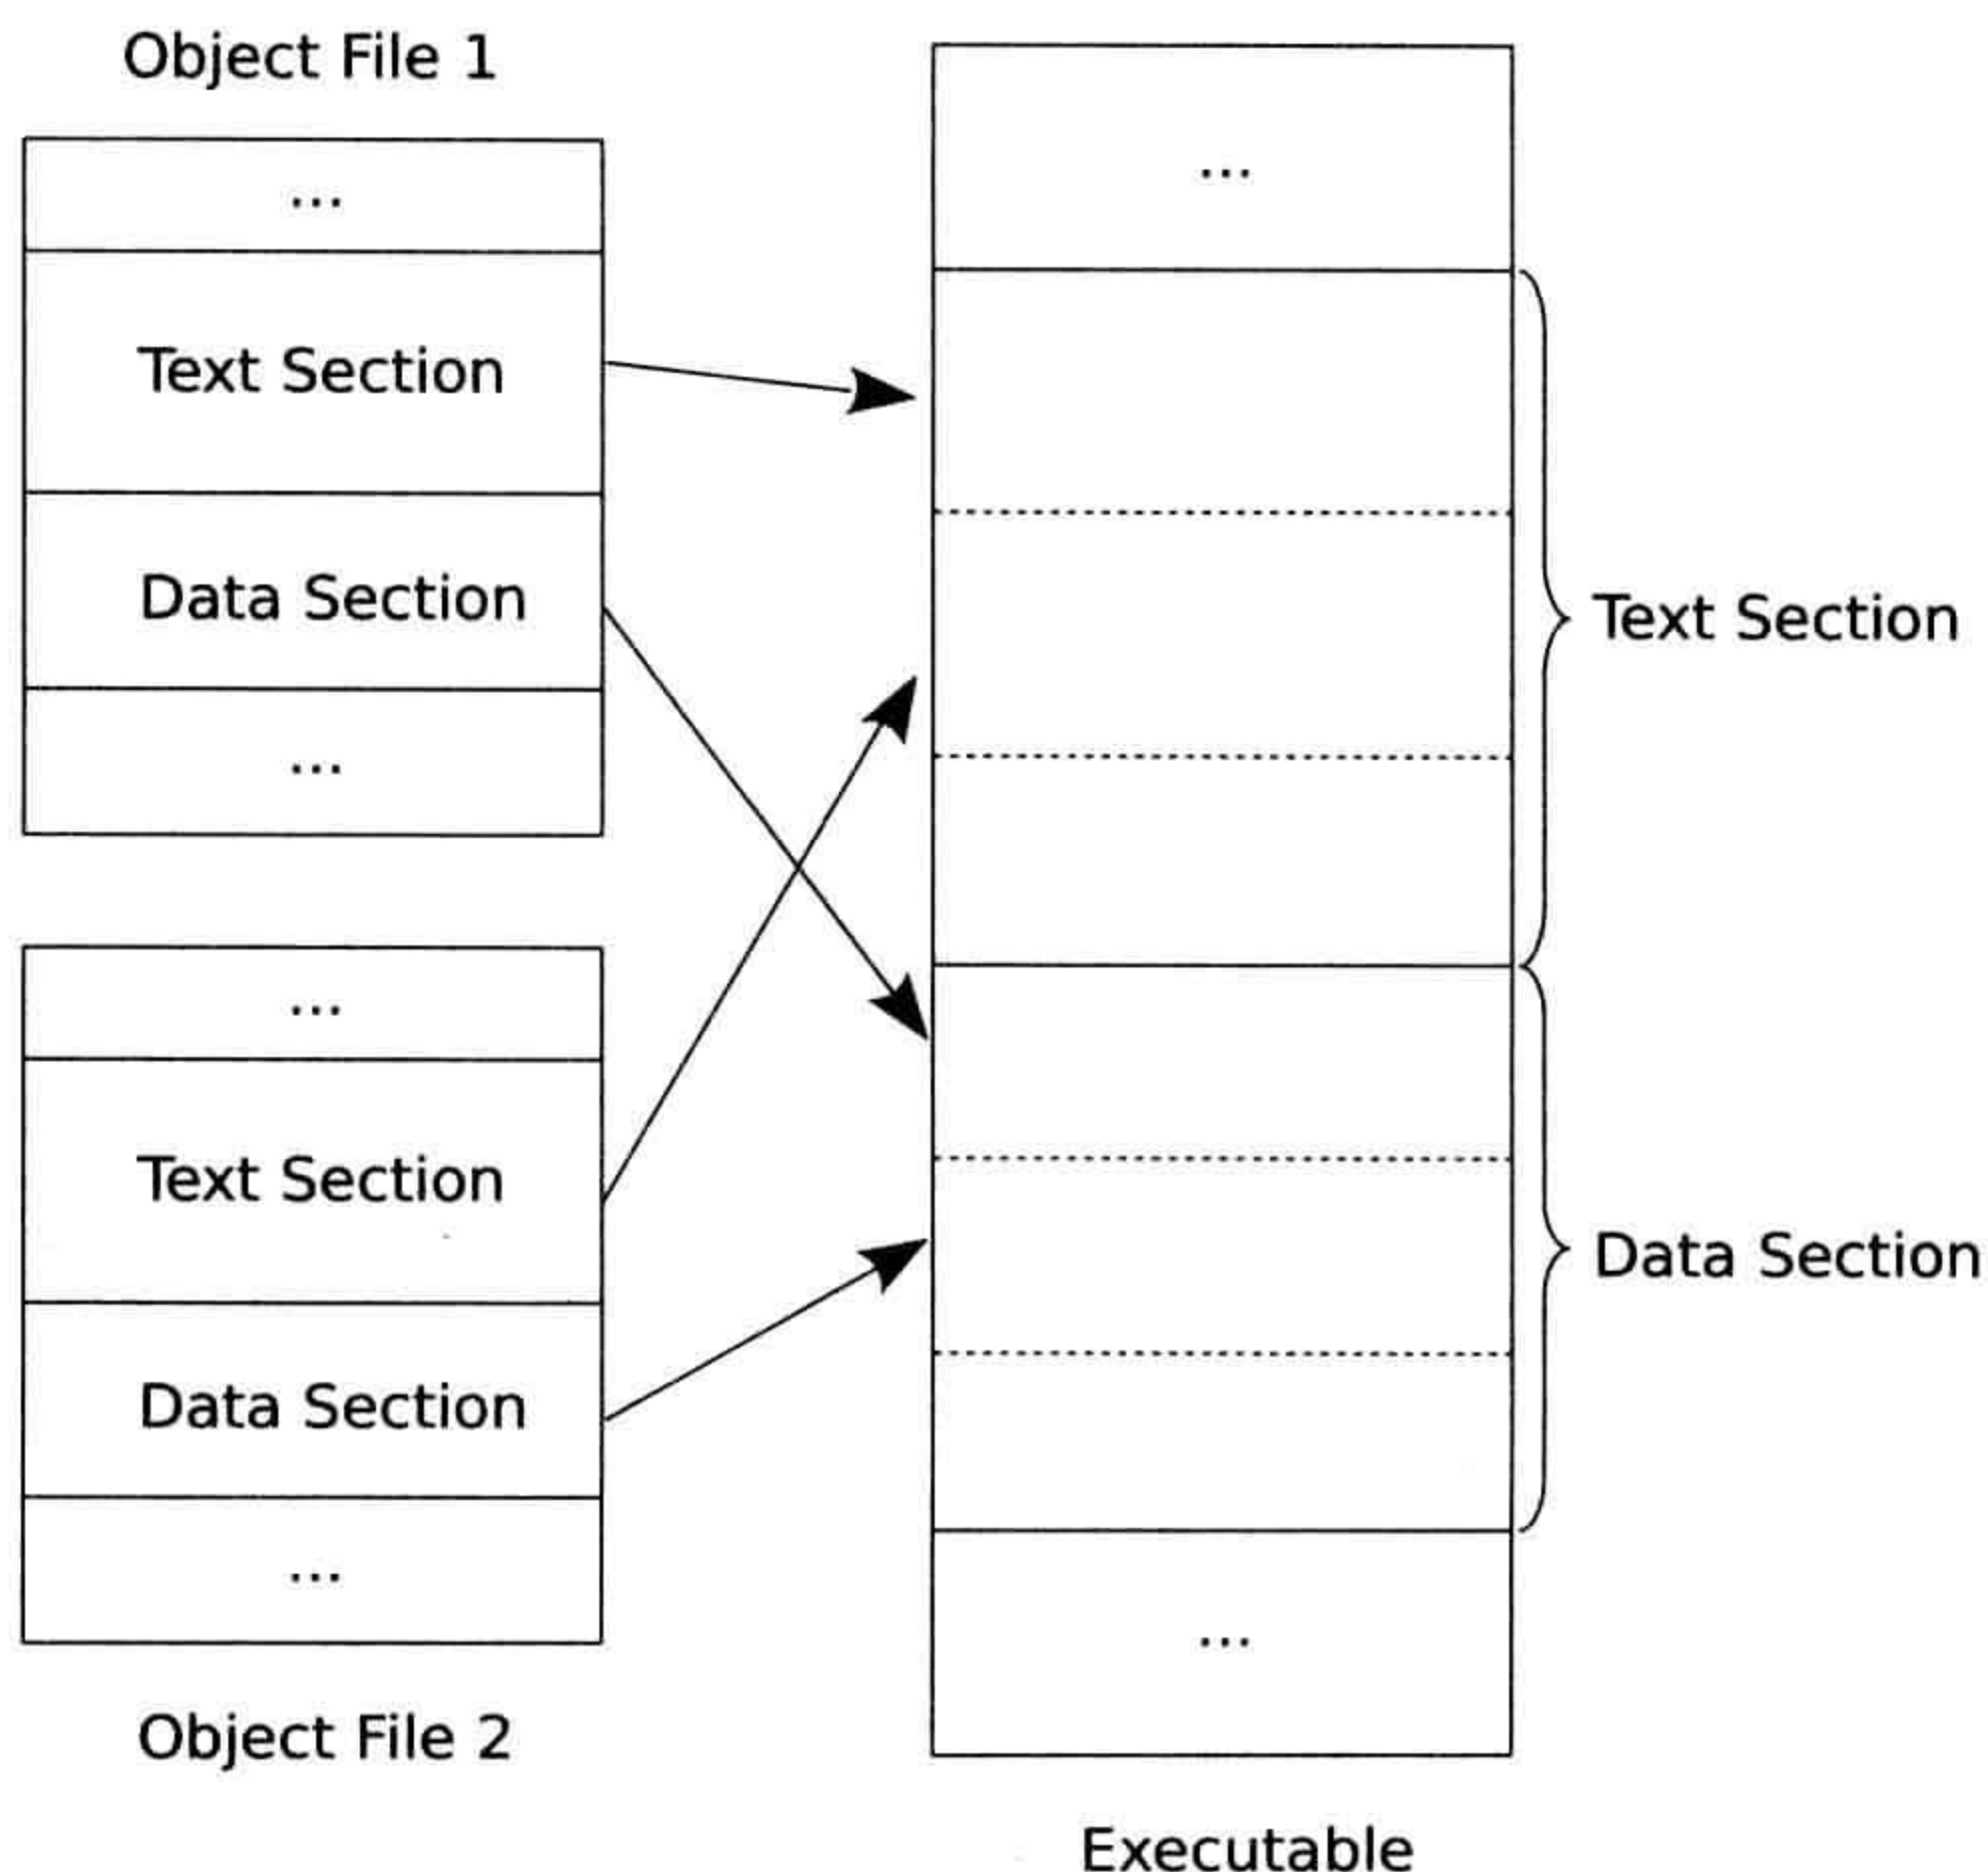 Object File 1
...
Text Section
Data Section
...
...
Text Section
Data Section
...
Object File 2
...
Text Section
Data Section
...
Executable